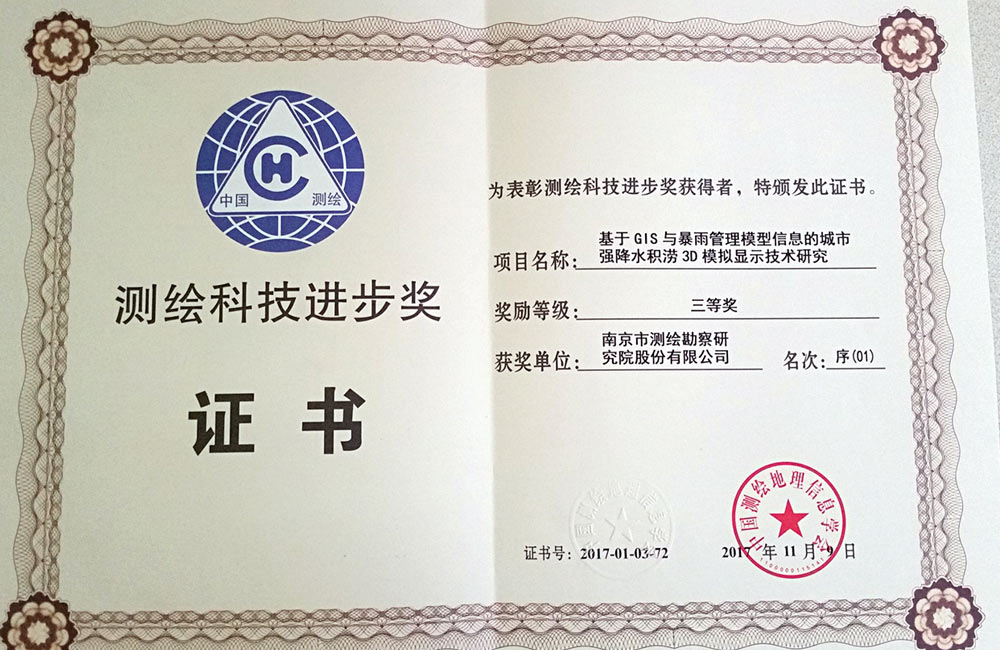 中国
CH
测绘
测绘科技进步奖
证书
为表彰测绘科技进步奖获得者，特颁发此证书。
项目名称：基于GIS与暴雨管理模型信息的城市
强降水积涝3D模拟显示技术研究
奖励等级：三等奖
获奖单位：南京市测绘勘察研
究院股份有限公司
名次：序(01)
证书号：2017-01-03-72
2017年11月9日
中国测绘地理信息学会